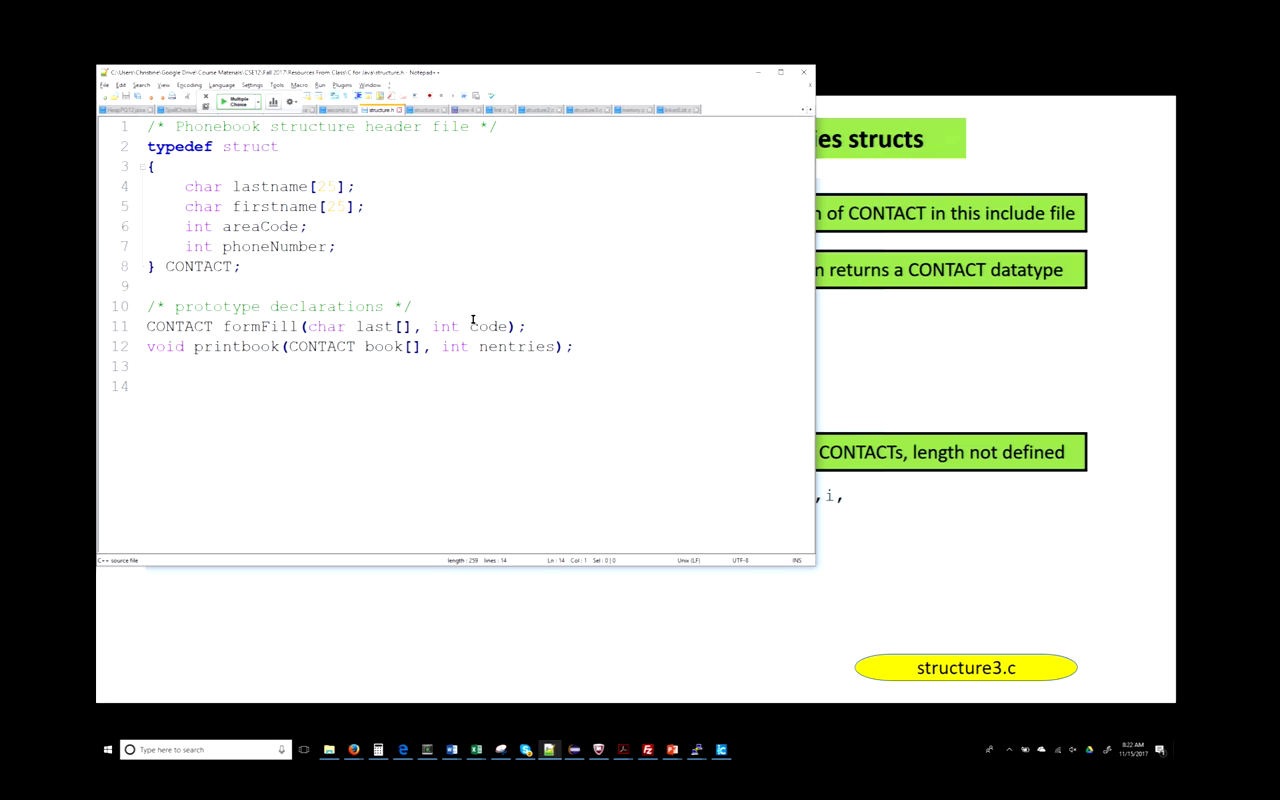 C:\Users\Christine\Google Drive\Course Materials\CSE12\Fall 2017\Resources From Class\C for Java\structure.h - Notepad++
File Edit Search View Encoding Language Settings Tools Macro Run Plugins Window ?
Multiple Choice
structure.h
1 /* Phonebook structure header file */
2 typedef struct
3 {
4 char lastname[25];
5 char firstname[25];
6 int areaCode;
7 int phoneNumber;
8 } CONTACT;
9
10 /* prototype declarations */
11 CONTACT formFill(char last[], int code);
12 void printbook(CONTACT book[], int nentries);
13
14
C++ source file length : 259 lines : 14 Ln : 14 Col : 1 Sel : 0 | 0 Unix (LF) UTF-8 INS
es structs
of CONTACT in this include file
n returns a CONTACT datatype
CONTACTs, length not defined
,i,
structure3.c
Type here to search
8:22 AM
11/15/2017